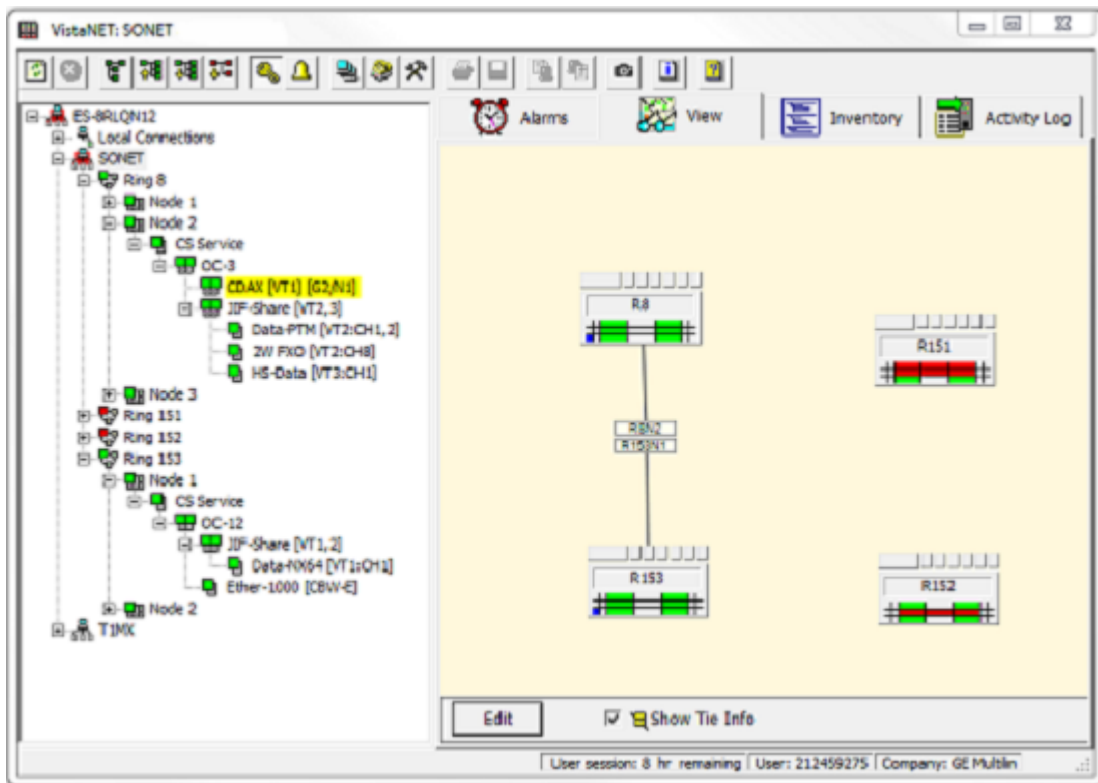 VistaNET: SONET
Alarms
View
Inventory
Activity Log
ES-8RLQN12
Local Connections
SONET
Ring 8
Node 1
Node 2
CS Service
OC-3
CDAX [VT1] [G2/N1]
JIF-Share [VT2,3]
Data-PTM [VT2:CH1,2]
2W FXO [VT2:CH8]
HS-Data [VT3:CH1]
Node 3
Ring 151
Ring 152
Ring 153
Node 1
CS Service
OC-12
JIF-Share [VT1,2]
Data-NX64 [VT1:CH1]
Ether-1000 [CBW-E]
Node 2
T1MX
R8
R151
R8N2
R153N1
R153
R152
Edit
Show Tie Info
User session: 8 hr remaining
User: 212459275
Company: GE Multilin